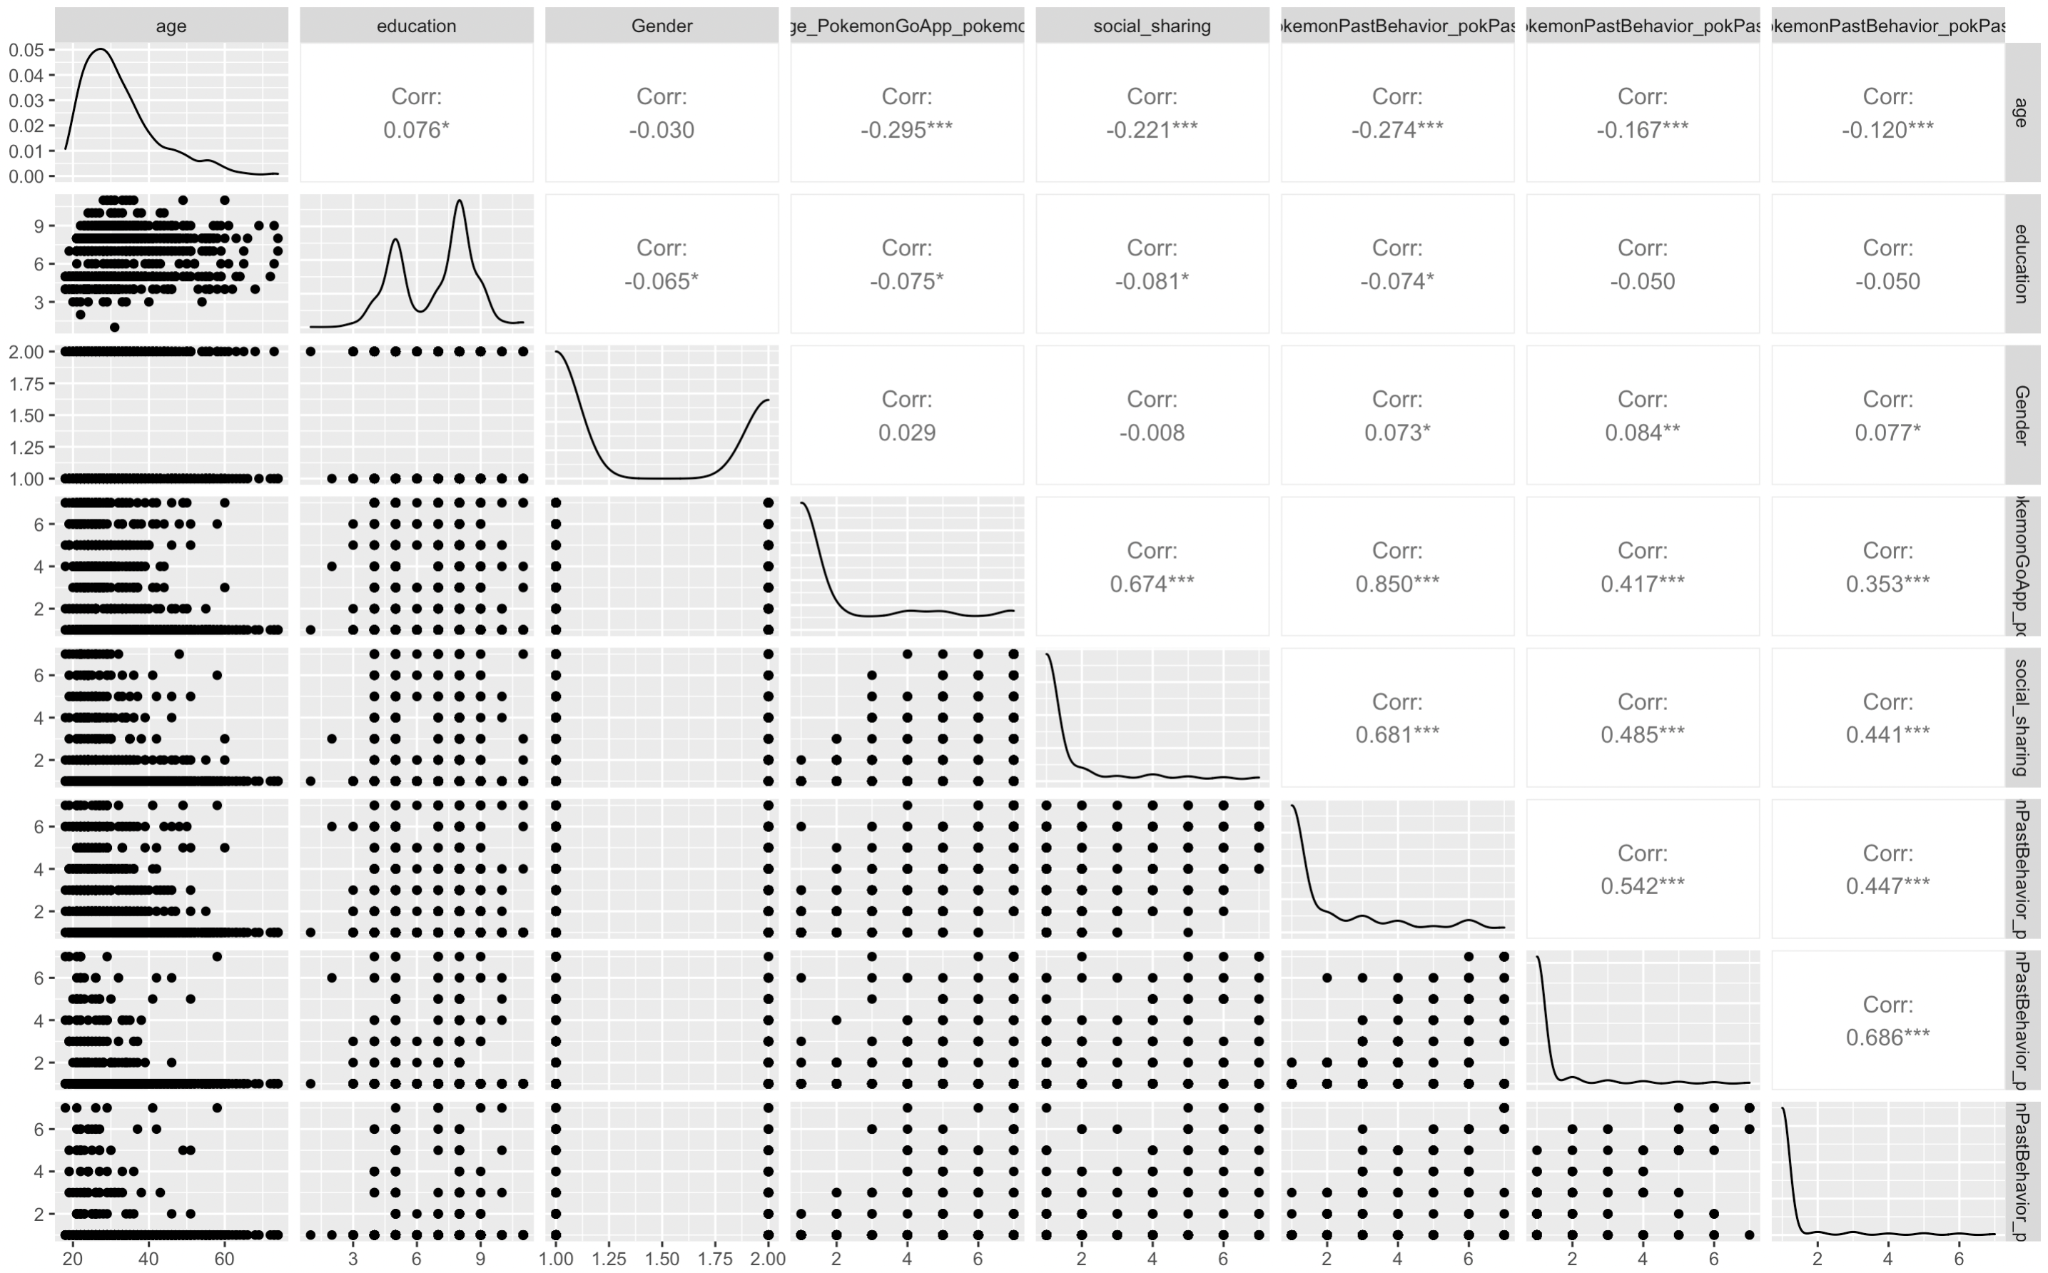 age education Gender ge_PokemonGoApp_pokemo social_sharing okemonPastBehavior_pokPas okemonPastBehavior_pokPas okemonPastBehavior_pokPas
0.05
0.04
0.03
0.02
0.01
0.00
Corr: Corr: Corr: Corr: Corr: Corr: Corr:
0.076* -0.030 -0.295*** -0.221*** -0.274*** -0.167*** -0.120***
age
9
6
3
Corr: Corr: Corr: Corr: Corr: Corr:
-0.065* -0.075* -0.081* -0.074* -0.050 -0.050
education
2.00
1.75
1.50
1.25
1.00
Corr: Corr: Corr: Corr: Corr:
0.029 -0.008 0.073* 0.084** 0.077*
Gender
6
4
2
Corr: Corr: Corr: Corr:
0.674*** 0.850*** 0.417*** 0.353***
kemonGoApp_po
6
4
2
Corr: Corr: Corr:
0.681*** 0.485*** 0.441***
social_sharing
6
4
2
Corr: Corr:
0.542*** 0.447***
nPastBehavior_p
6
4
2
Corr:
0.686***
nPastBehavior_p
6
4
2
nPastBehavior_p
20 40 60 3 6 9 1.00 1.25 1.50 1.75 2.00 2 4 6 2 4 6 2 4 6 2 4 6 2 4 6